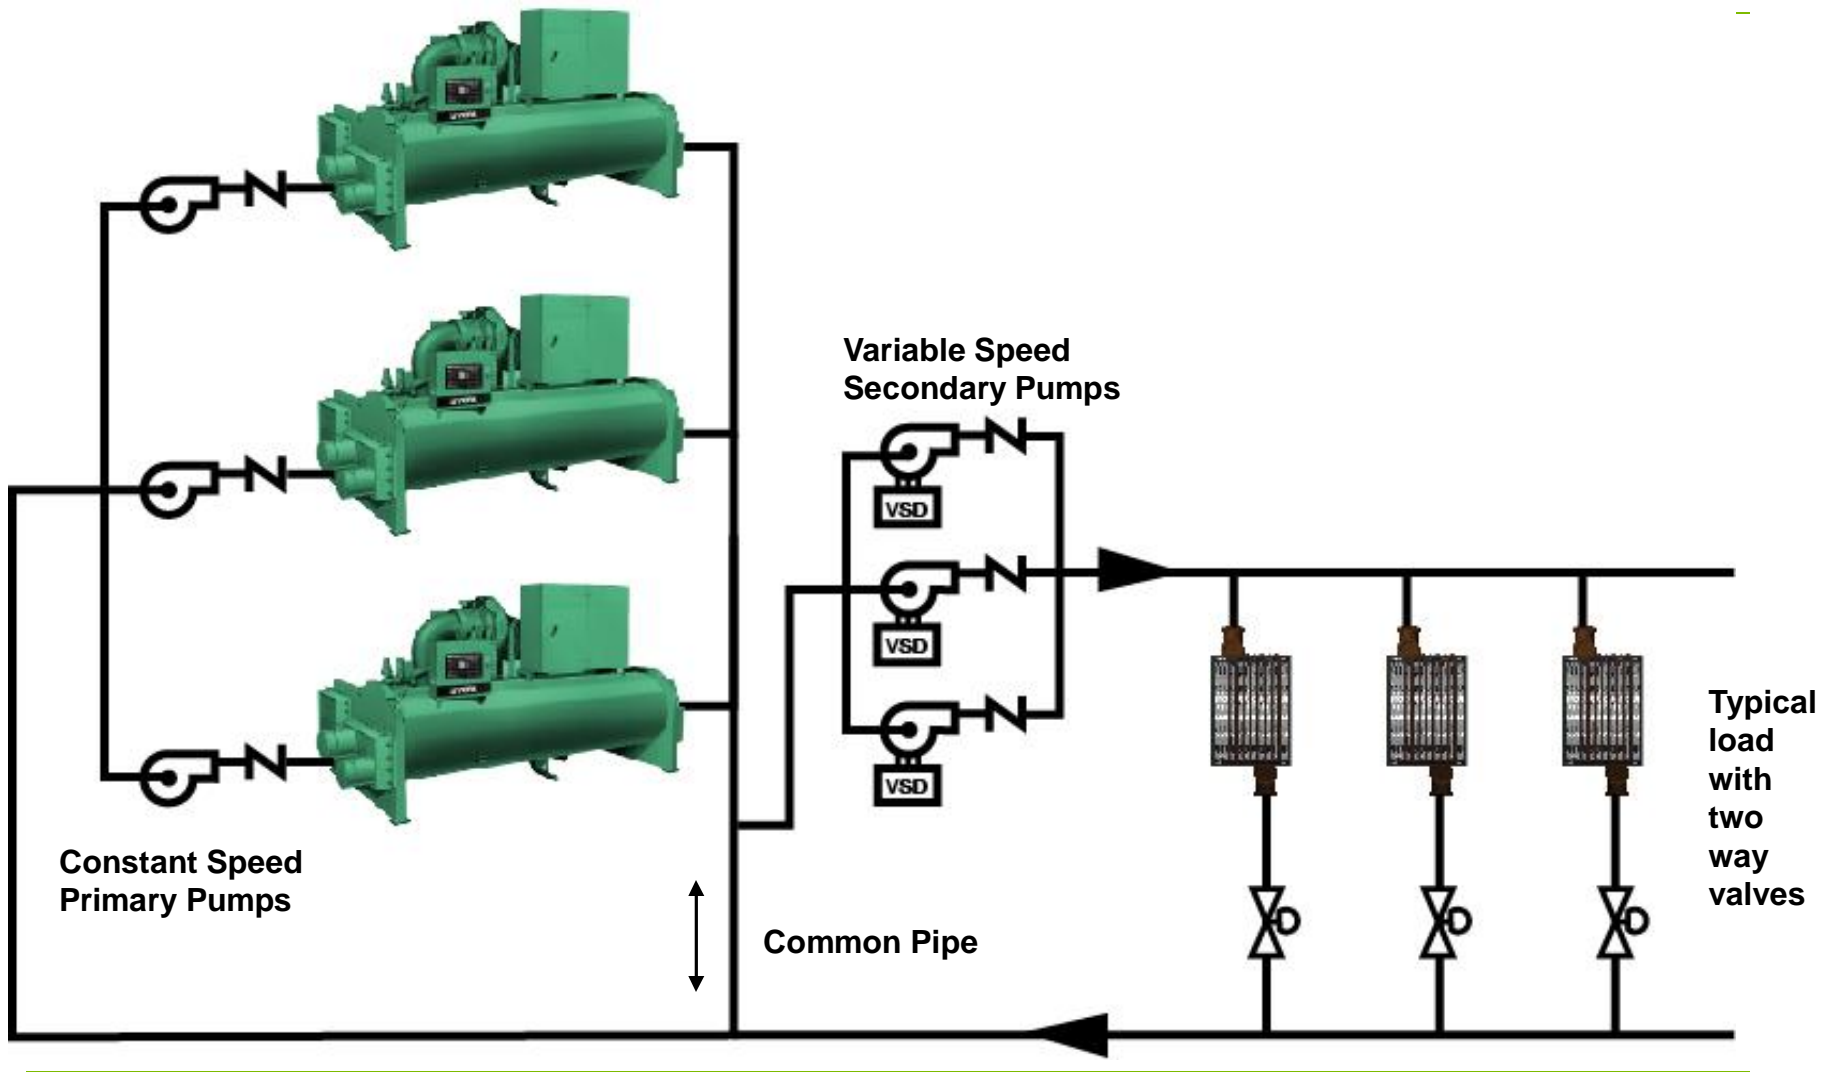 Variable Speed
Secondary Pumps
VSD
VSD
VSD
Constant Speed
Primary Pumps
Common Pipe
Typical
load
with
two
way
valves